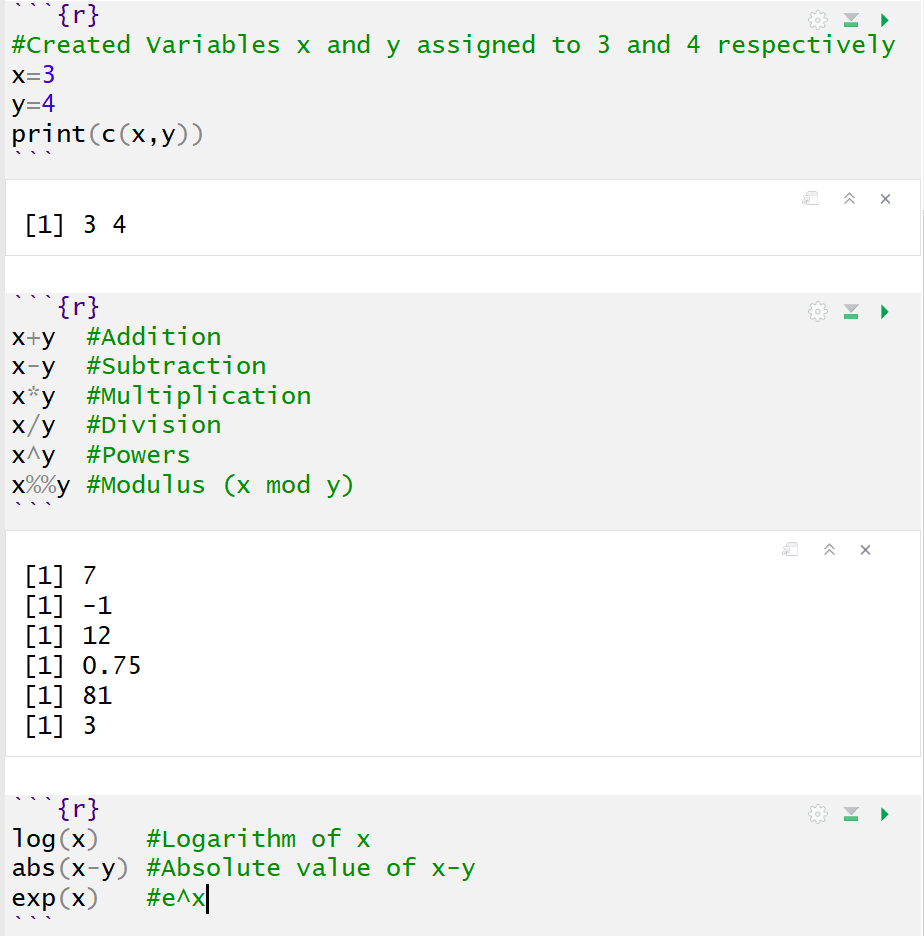 ```{r}
#Created Variables x and y assigned to 3 and 4 respectively
x=3
y=4
print(c(x,y))
```
[1] 3 4
```{r}
x+y  #Addition
x-y  #Subtraction
x*y  #Multiplication
x/y  #Division
x^y  #Powers
x%%y #Modulus (x mod y)
```
[1] 7
[1] -1
[1] 12
[1] 0.75
[1] 81
[1] 3
```{r}
log(x)   #Logarithm of x
abs(x-y) #Absolute value of x-y
exp(x)   #e^x
```